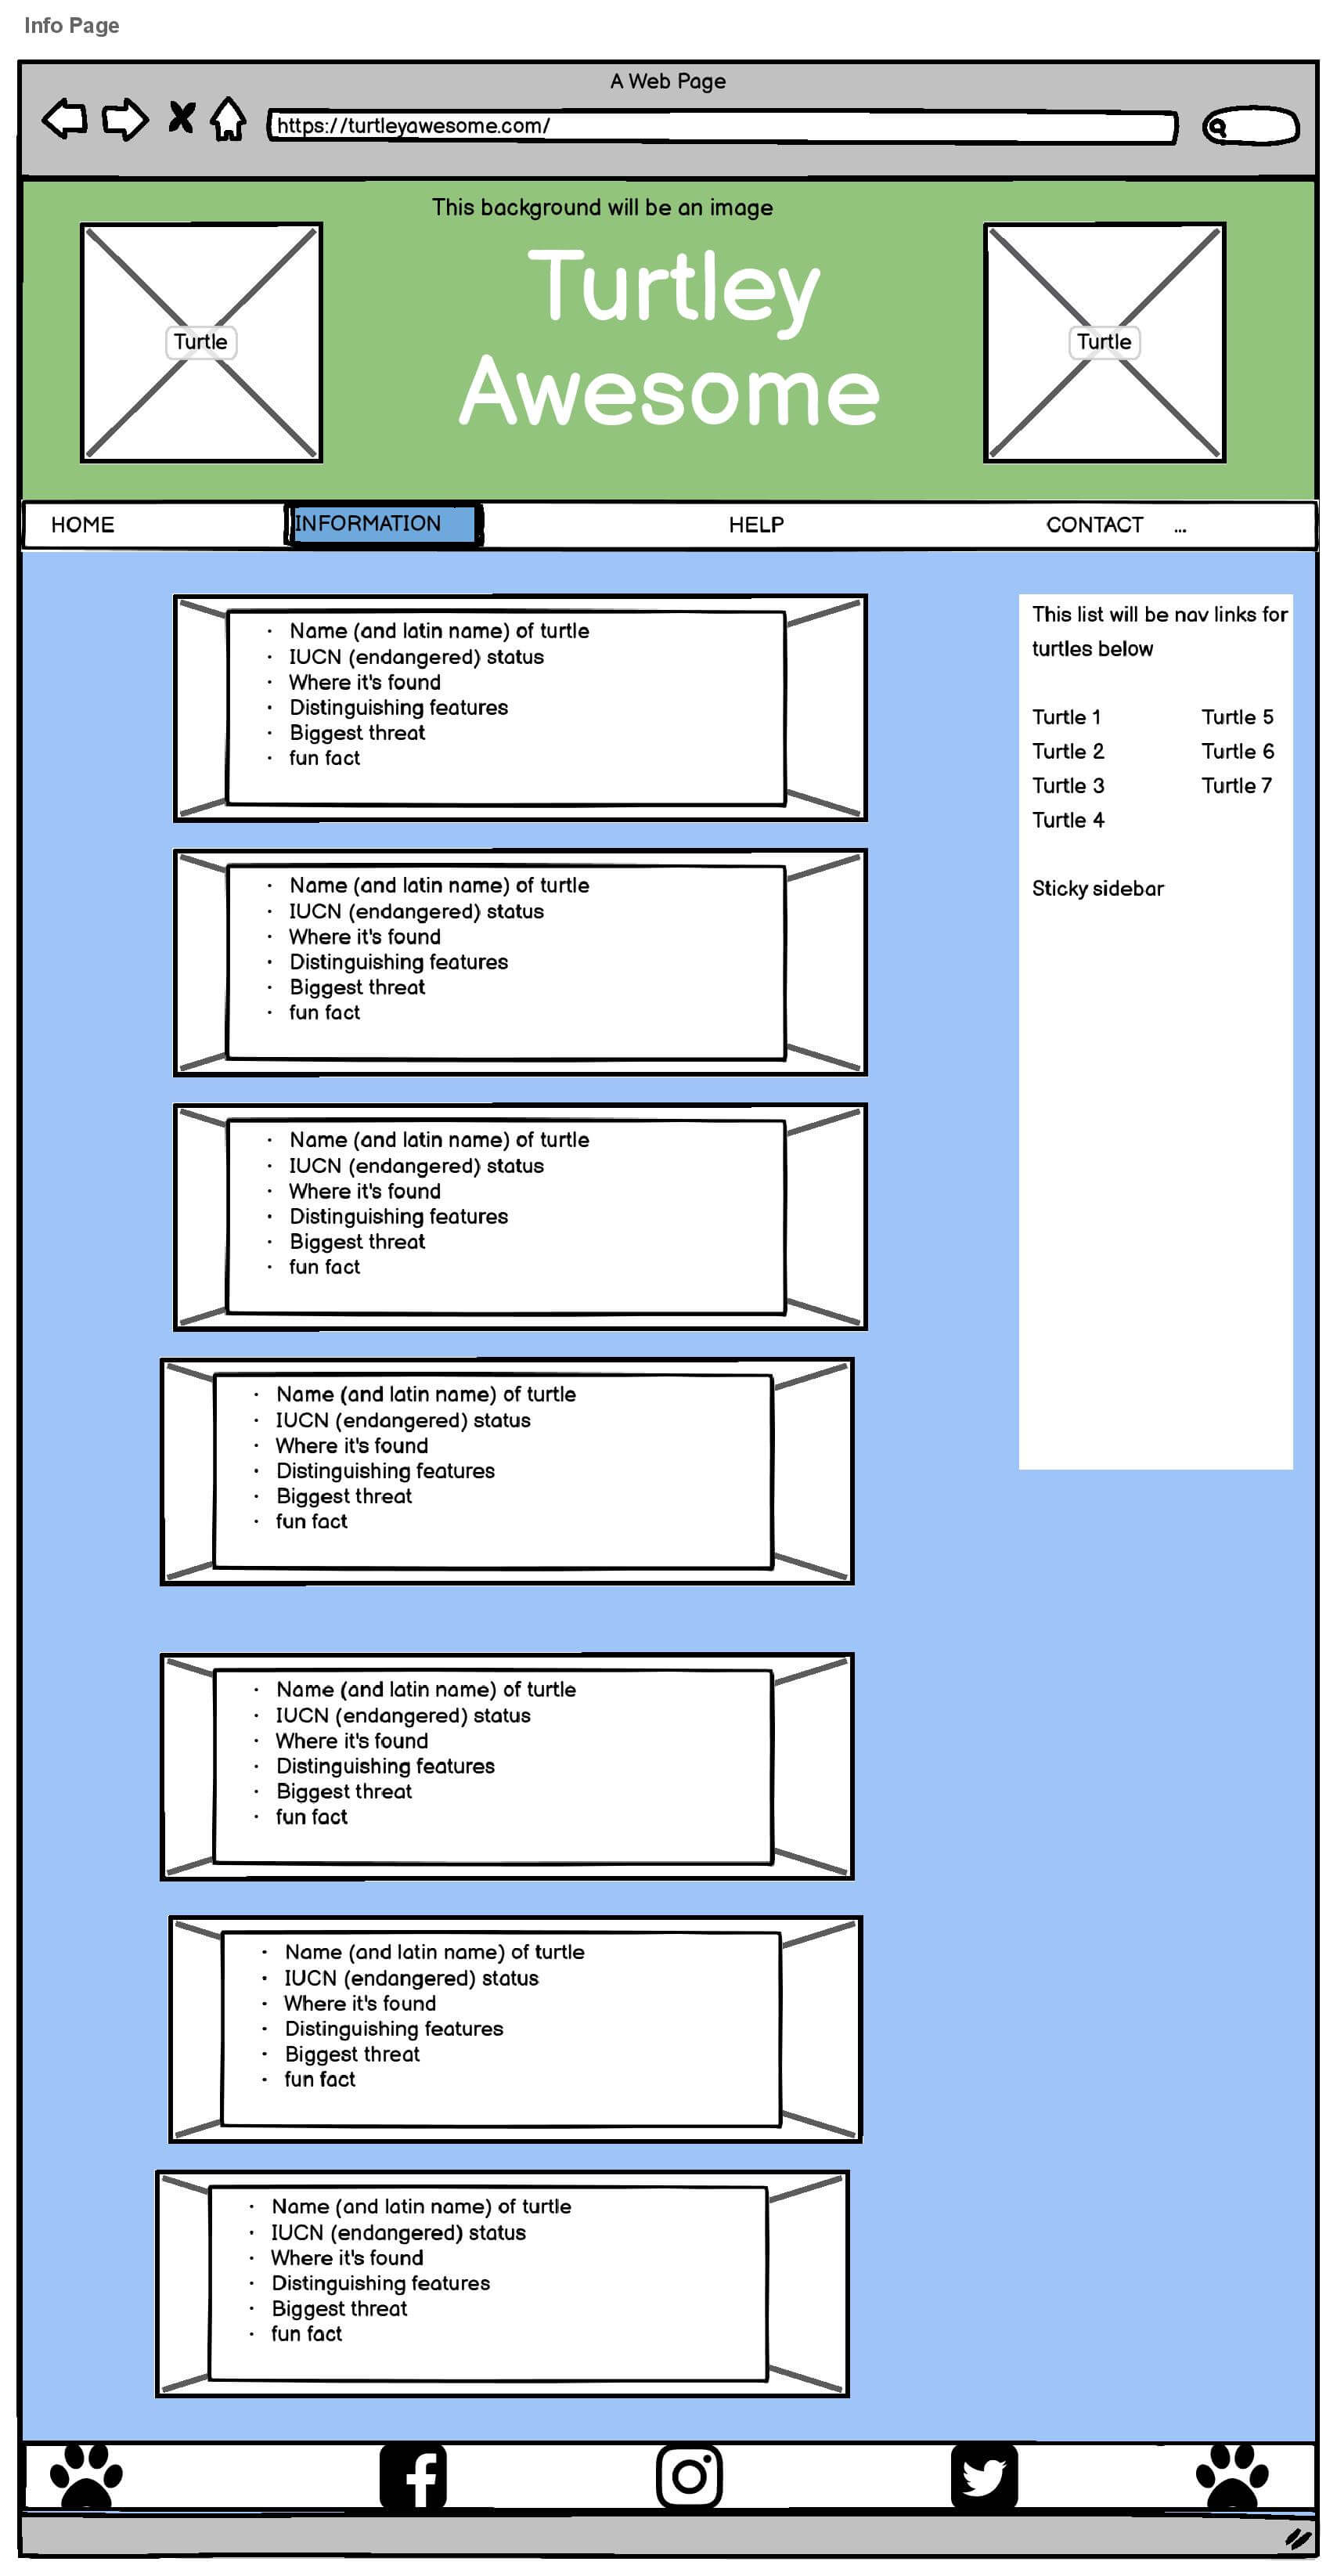 Info Page
A Web Page
https://turtleyawesome.com/
This background will be an image
Turtley
Awesome
Turtle
Turtle
HOME INFORMATION HELP CONTACT ...
· Name (and latin name) of turtle
· IUCN (endangered) status
· Where it's found
· Distinguishing features
· Biggest threat
· fun fact
This list will be nav links for
turtles below
Turtle 1 Turtle 5
Turtle 2 Turtle 6
Turtle 3 Turtle 7
Turtle 4
Sticky sidebar
· Name (and latin name) of turtle
· IUCN (endangered) status
· Where it's found
· Distinguishing features
· Biggest threat
· fun fact
· Name (and latin name) of turtle
· IUCN (endangered) status
· Where it's found
· Distinguishing features
· Biggest threat
· fun fact
· Name (and latin name) of turtle
· IUCN (endangered) status
· Where it's found
· Distinguishing features
· Biggest threat
· fun fact
· Name (and latin name) of turtle
· IUCN (endangered) status
· Where it's found
· Distinguishing features
· Biggest threat
· fun fact
· Name (and latin name) of turtle
· IUCN (endangered) status
· Where it's found
· Distinguishing features
· Biggest threat
· fun fact
· Name (and latin name) of turtle
· IUCN (endangered) status
· Where it's found
· Distinguishing features
· Biggest threat
· fun fact